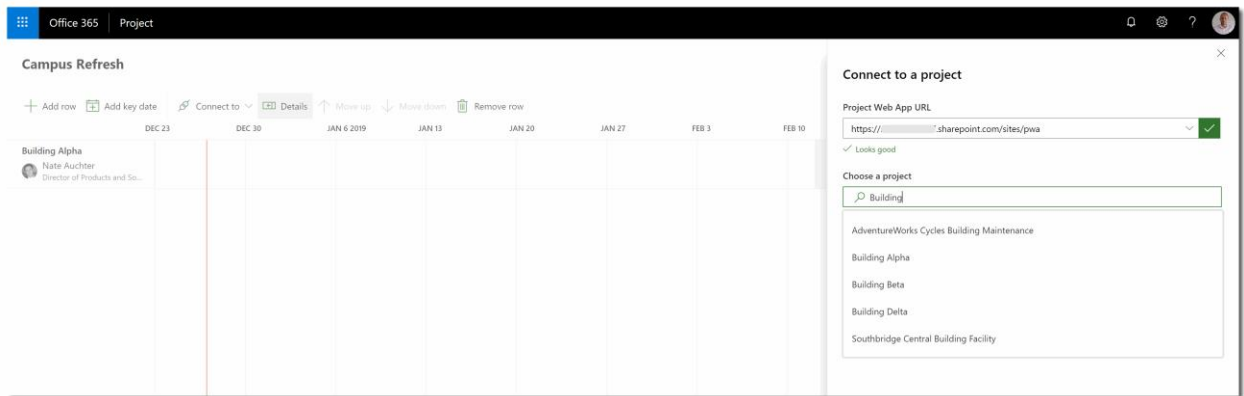 Office 365 Project
Campus Refresh
Add row Add key date Connect to Details Move up Move down Remove row
DEC 23 DEC 30 JAN 6 2019 JAN 13 JAN 20 JAN 27 FEB 3 FEB 10
Building Alpha
Nate Auchter
Director of Products and So...
Connect to a project
Project Web App URL
https:// .sharepoint.com/sites/pwa
Looks good
Choose a project
Building
AdventureWorks Cycles Building Maintenance
Building Alpha
Building Beta
Building Delta
Southbridge Central Building Facility